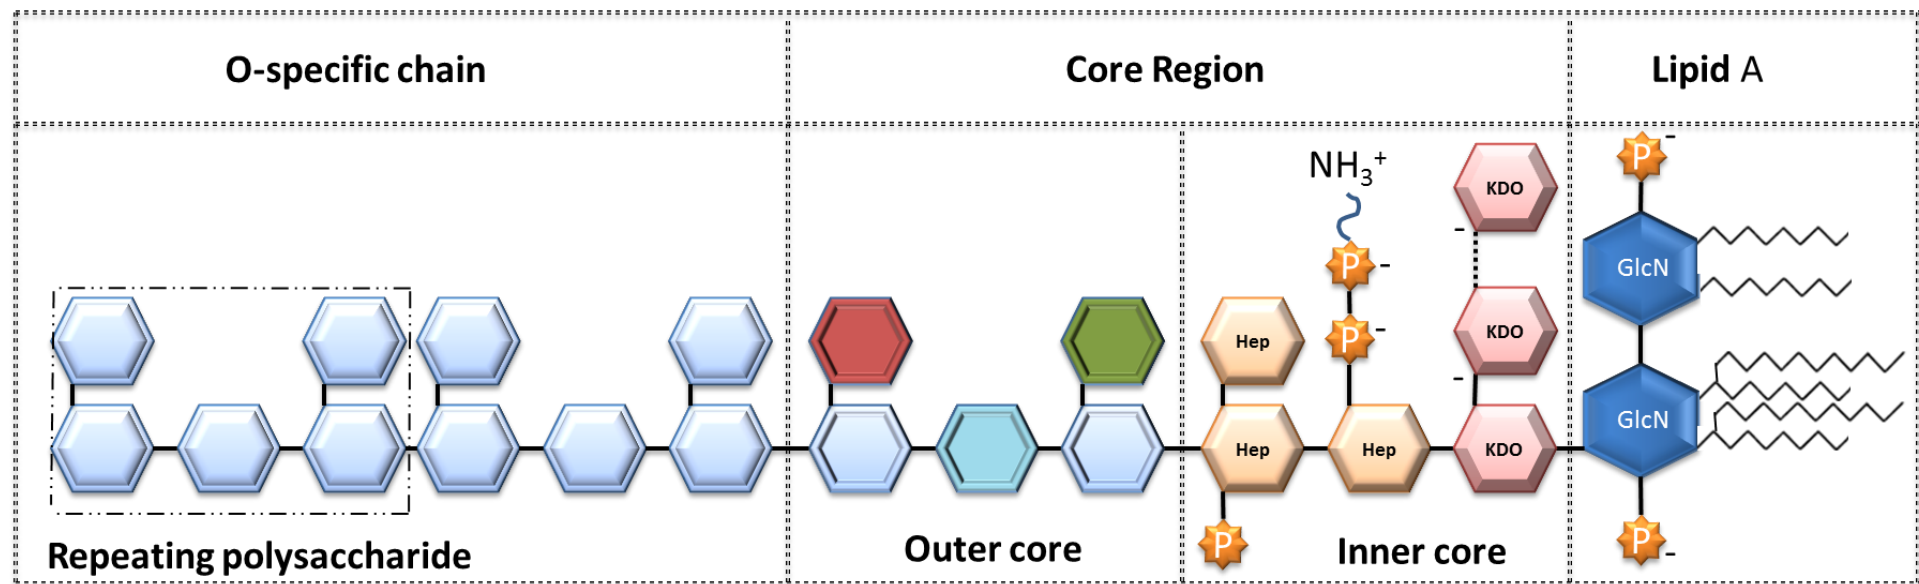 O-specific chain
Core Region
Lipid A
Repeating polysaccharide
Outer core
Hep
Hep
P
Hep
P -
P -
NH₃⁺
KDO
-
KDO
-
KDO
Inner core
P -
GlcN
GlcN
P -